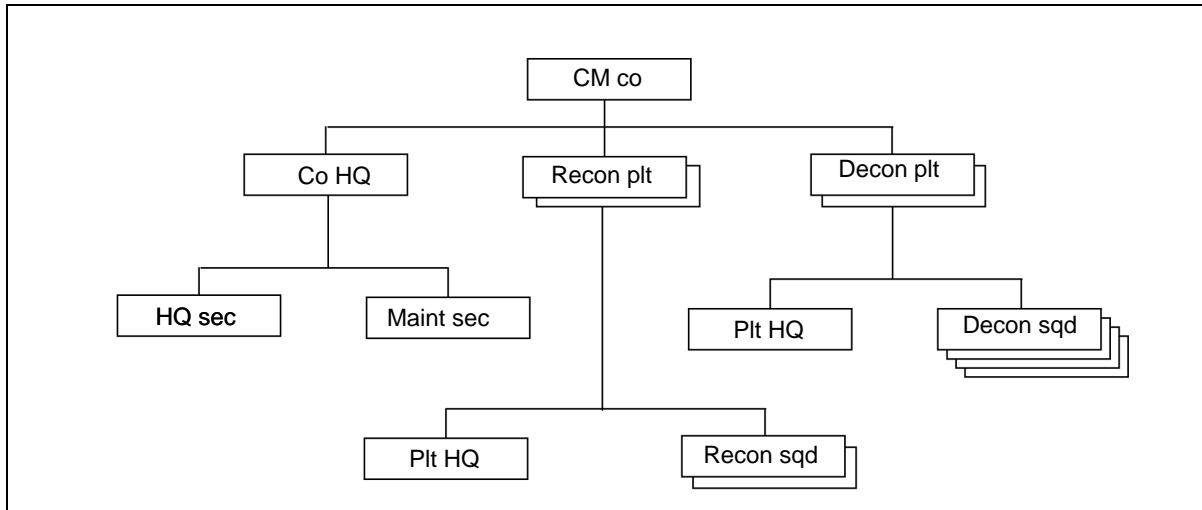 CM co
Co HQ
Recon plt
Decon plt
HQ sec
Maint sec
Plt HQ
Decon sqd
Plt HQ
Recon sqd